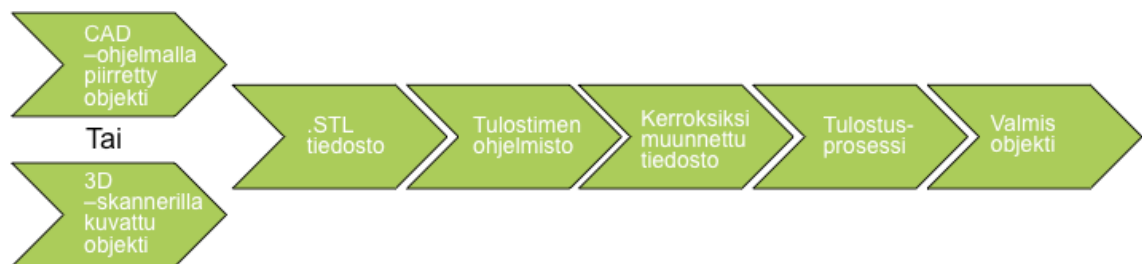 CAD
–ohjelmalla
piirretty
objekti
Tai
3D
–skannerilla
kuvattu
objekti
.STL
tiedosto
Tulostimen
ohjelmisto
Kerroksiksi
muunnettu
tiedosto
Tulostus-
prosessi
Valmis
objekti